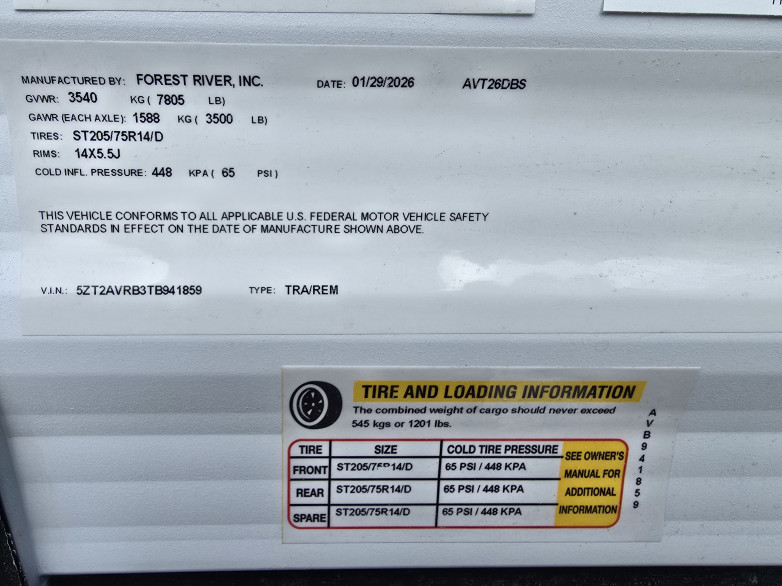 MANUFACTURED BY: FOREST RIVER, INC. DATE: 01/29/2026 AVT26DBS
GVWR: 3540 KG ( 7805 LB)
GAWR (EACH AXLE): 1588 KG ( 3500 LB)
TIRES: ST205/75R14/D
RIMS: 14X5.5J
COLD INFL. PRESSURE: 448 KPA ( 65 PSI )
THIS VEHICLE CONFORMS TO ALL APPLICABLE U.S. FEDERAL MOTOR VEHICLE SAFETY
STANDARDS IN EFFECT ON THE DATE OF MANUFACTURE SHOWN ABOVE.
V.I.N.: 5ZT2AVRB3TB941859 TYPE: TRA/REM
TIRE AND LOADING INFORMATION
The combined weight of cargo should never exceed
545 kgs or 1201 lbs.
TIRE SIZE COLD TIRE PRESSURE
FRONT ST205/75R14/D 65 PSI / 448 KPA
REAR ST205/75R14/D 65 PSI / 448 KPA
SPARE ST205/75R14/D 65 PSI / 448 KPA
SEE OWNER'S
MANUAL FOR
ADDITIONAL
INFORMATION
AVB941859